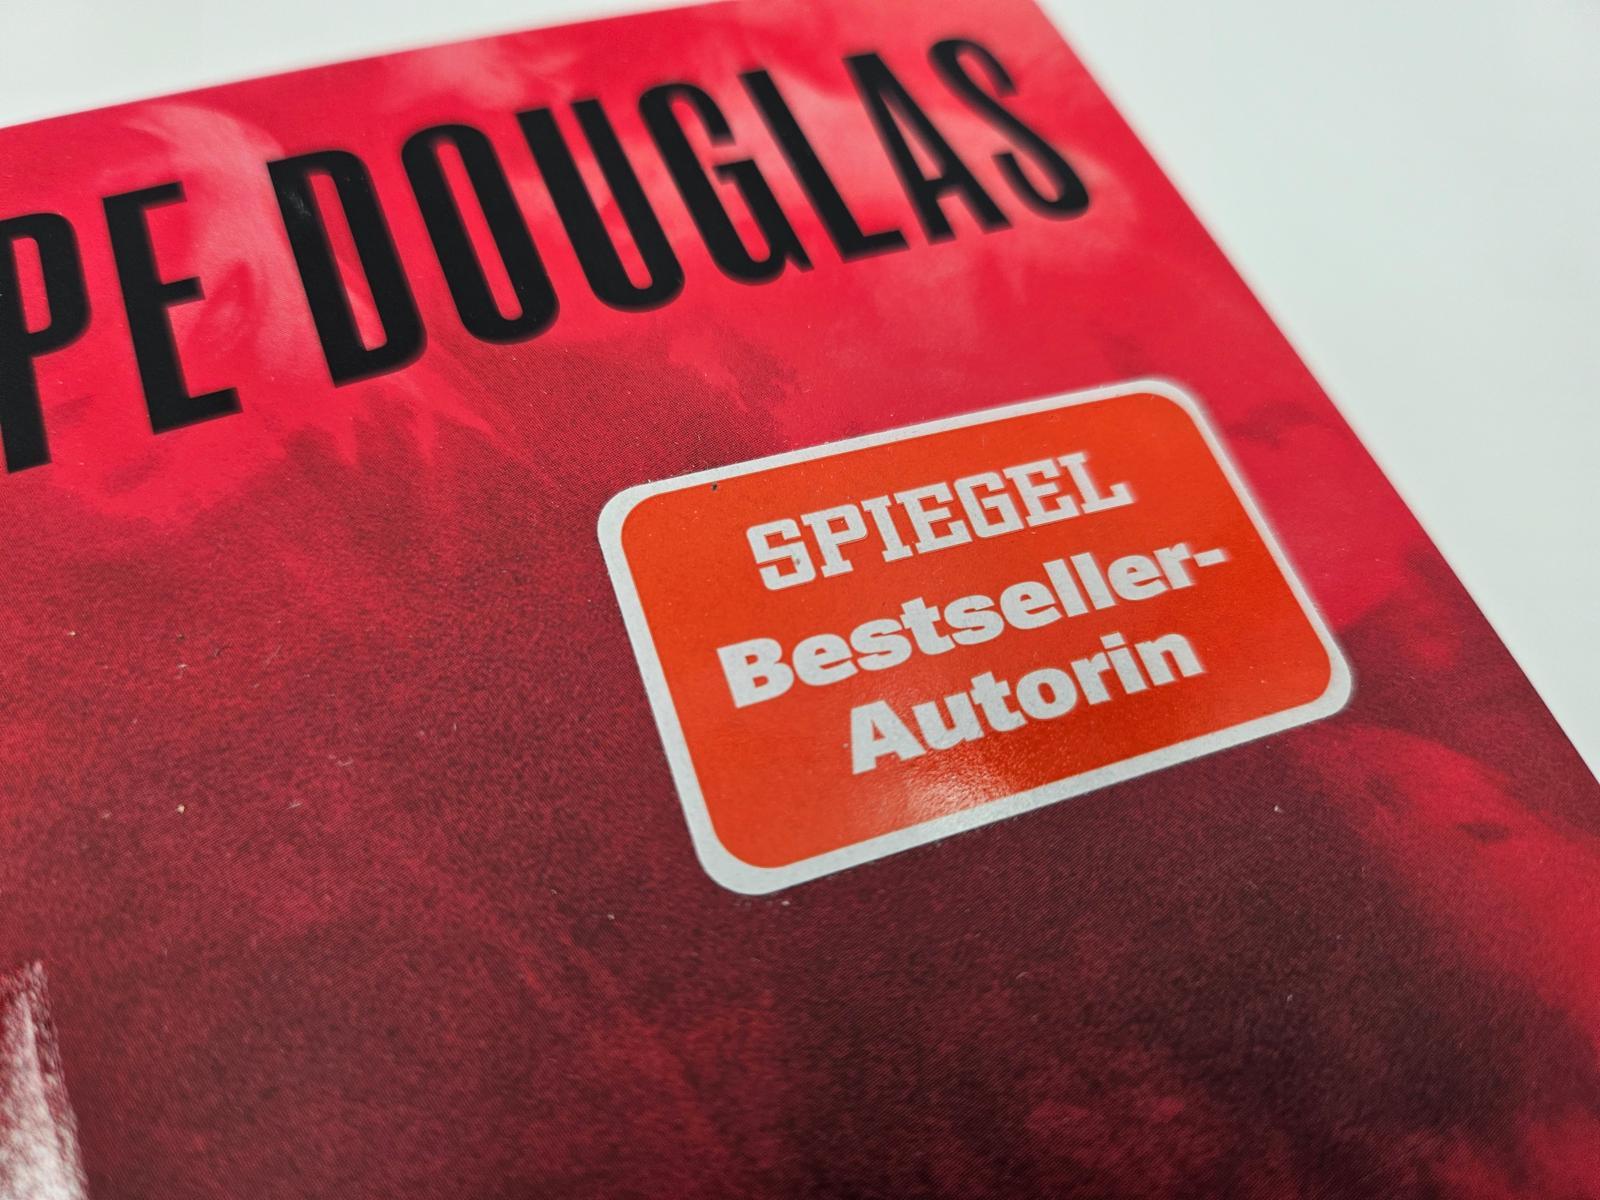 PE DOUGLAS
SPIEGEL
Bestseller-
Autorin